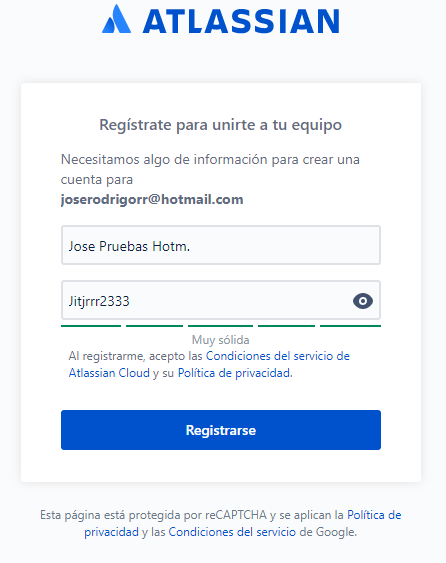 ATLASSIAN
Regístrate para unirte a tu equipo
Necesitamos algo de información para crear una
cuenta para
joserodrigorr@hotmail.com
Jose Pruebas Hotm.
Jitjrrr2333
Muy sólida
Al registrarme, acepto las Condiciones del servicio de
Atlassian Cloud y su Política de privacidad.
Registrarse
Esta página está protegida por reCAPTCHA y se aplican la Política de
privacidad y las Condiciones del servicio de Google.